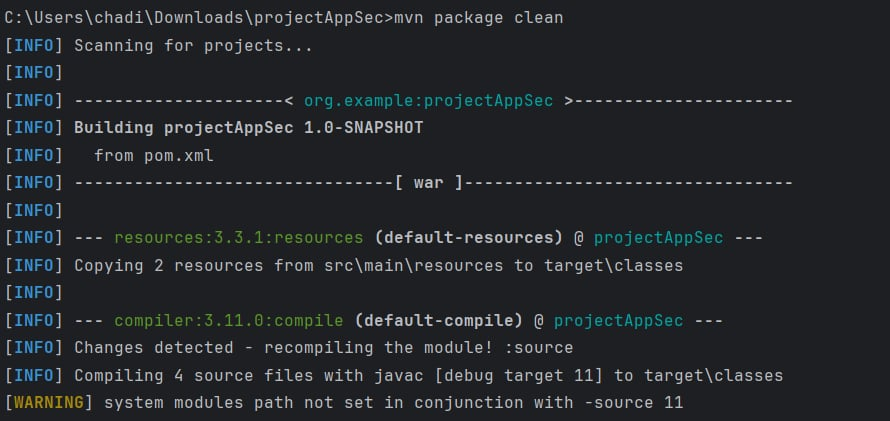 C:\Users\chadi\Downloads\projectAppSec>mvn package clean
[INFO] Scanning for projects...
[INFO]
[INFO] ---------------------< org.example:projectAppSec >----------------------
[INFO] Building projectAppSec 1.0-SNAPSHOT
[INFO]   from pom.xml
[INFO] --------------------------------[ war ]---------------------------------
[INFO]
[INFO] --- resources:3.3.1:resources (default-resources) @ projectAppSec ---
[INFO] Copying 2 resources from src\main\resources to target\classes
[INFO]
[INFO] --- compiler:3.11.0:compile (default-compile) @ projectAppSec ---
[INFO] Changes detected - recompiling the module! :source
[INFO] Compiling 4 source files with javac [debug target 11] to target\classes
[WARNING] system modules path not set in conjunction with -source 11